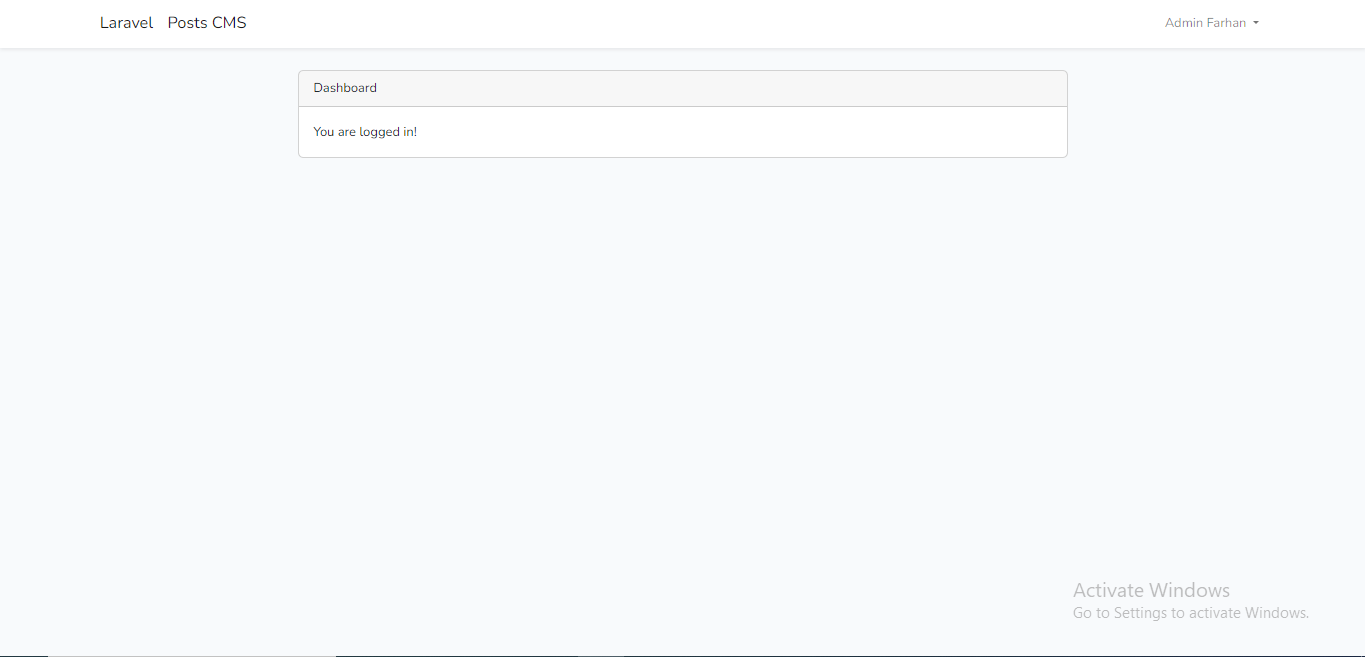 Laravel Posts CMS Admin Farhan
Dashboard
You are logged in!
Activate Windows
Go to Settings to activate Windows.